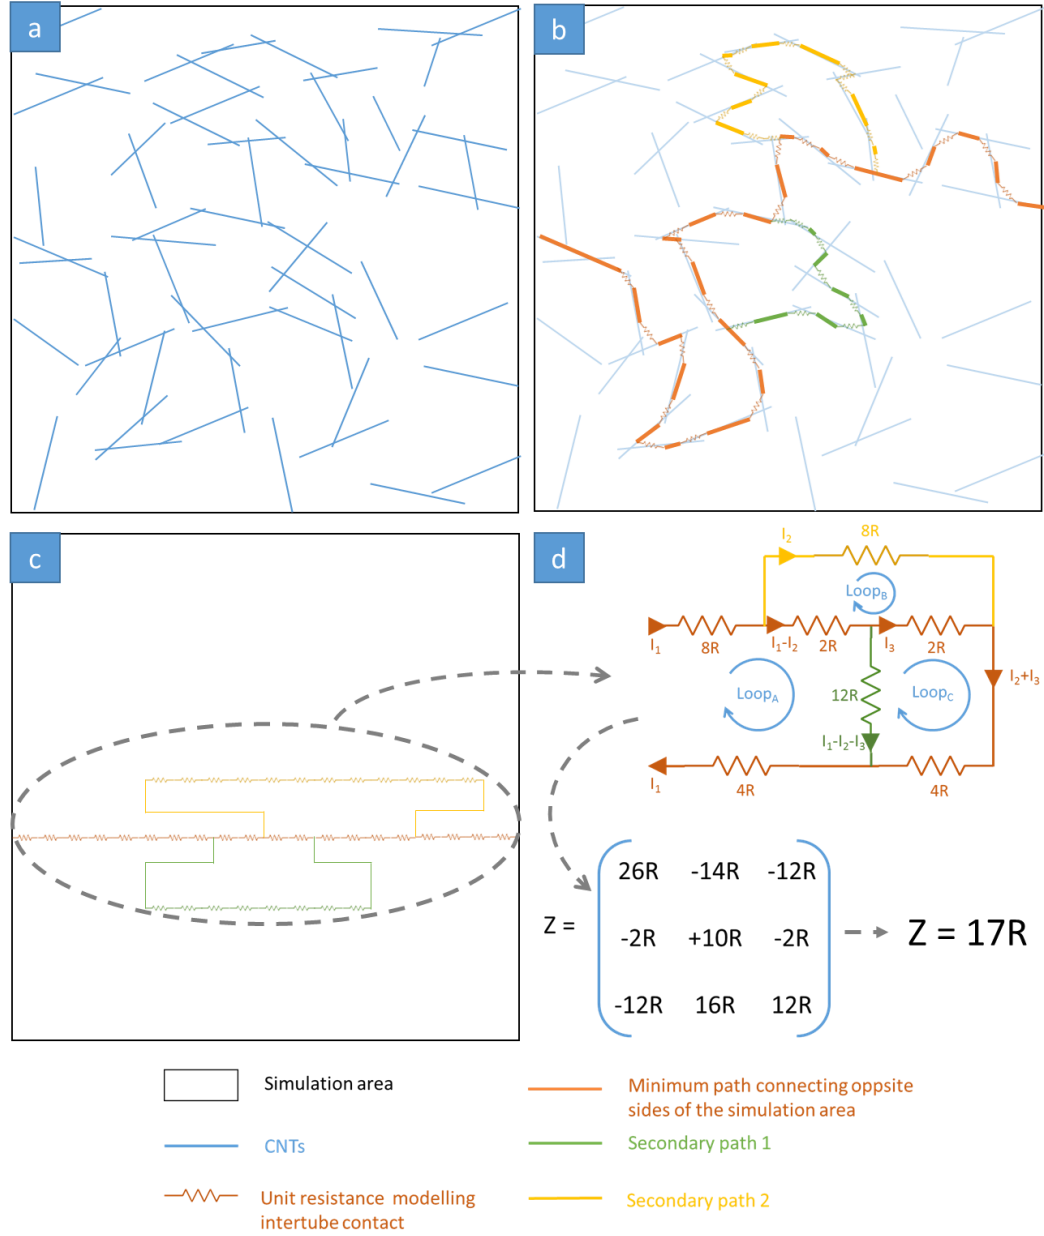 a
b
c
d
I2
8R
LoopB
I1
8R
I1-I2
2R
I3
2R
I2+I3
LoopA
12R
LoopC
I1-I2-I3
I1
4R
4R
Z =
26R -14R -12R
-2R +10R -2R
-12R 16R 12R
Z = 17R
Simulation area
Minimum path connecting oppsite
sides of the simulation area
CNTs
Secondary path 1
Unit resistance modelling
intertube contact
Secondary path 2